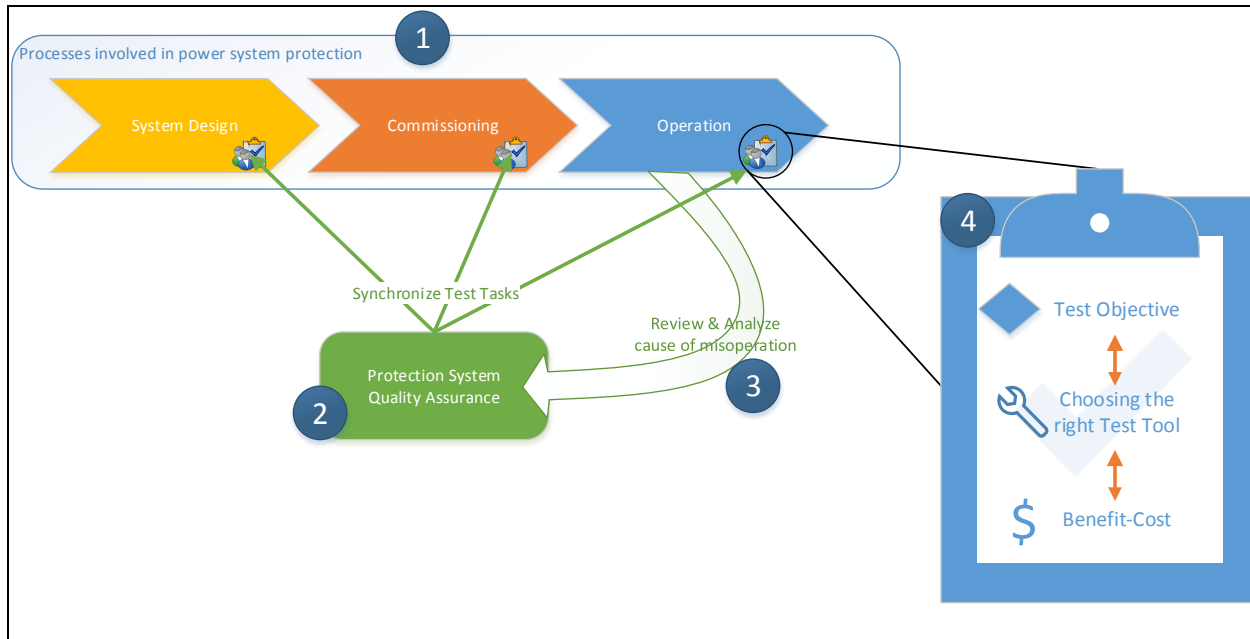 1
Processes involved in power system protection
System Design
Commissioning
Operation
Synchronize Test Tasks
2
Protection System
Quality Assurance
Review & Analyze
cause of misoperation
3
4
Test Objective
Choosing the
right Test Tool
$
Benefit-Cost